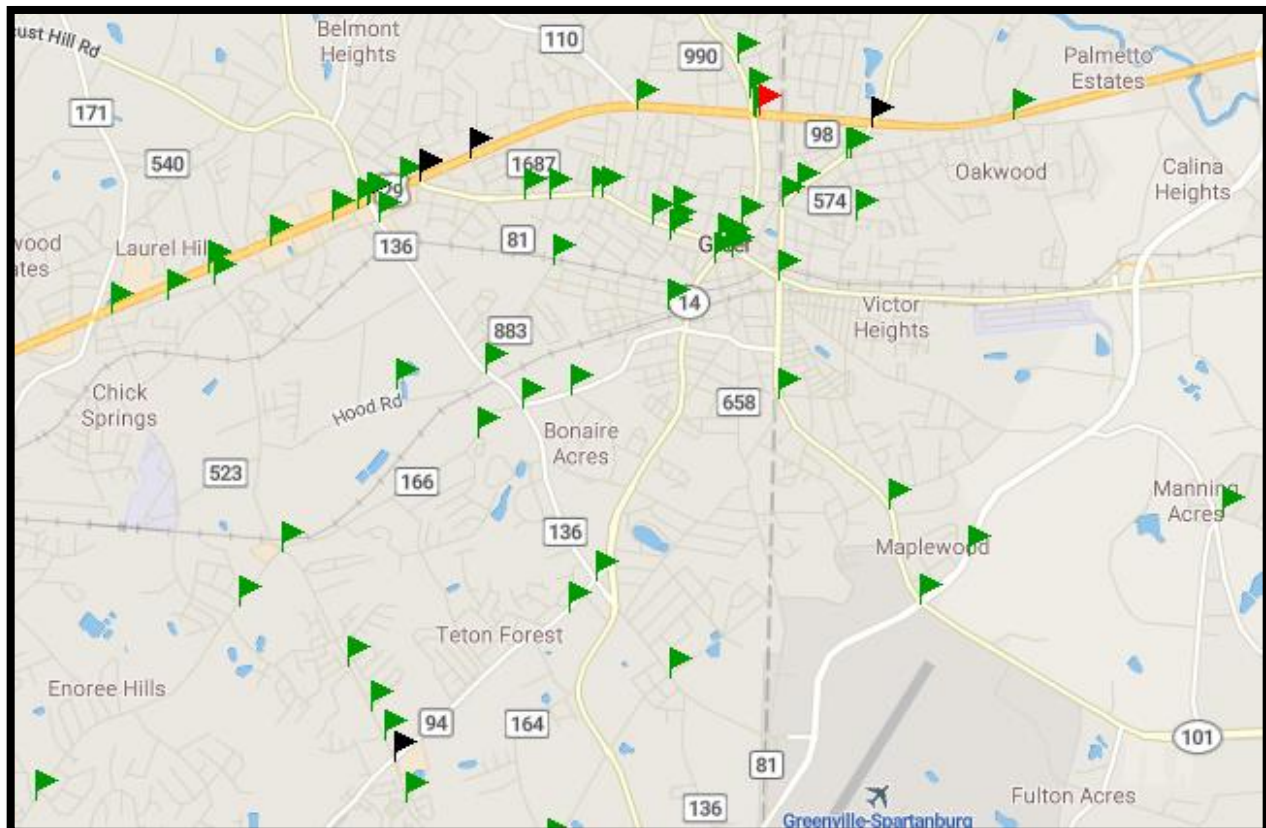 ust Hill Rd
Belmont
Heights
110
990
Palmetto
Estates
171
540
1687
98
Oakwood
Calina
Heights
574
wood
ates
Laurel Hil
136
81
Victor
Heights
14
883
Chick
Springs
Hood Rd
658
Bonaire
Acres
523
166
Manning
Acres
136
Maplewood
Teton Forest
Enoree Hills
94
164
101
81
136
Fulton Acres
Greenville-Spartanburg